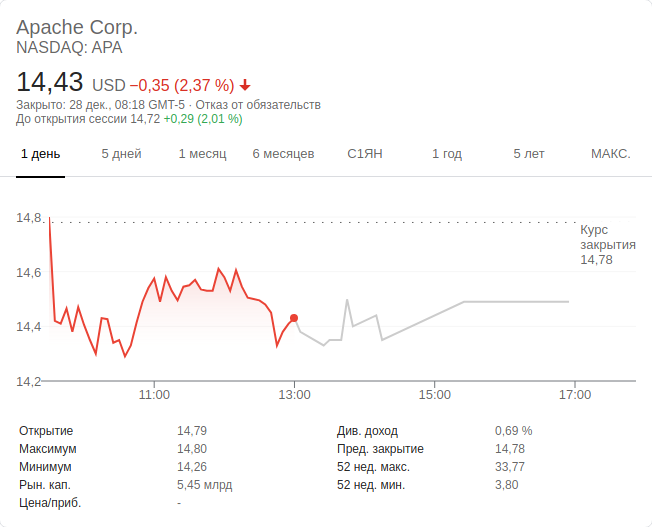 Apache Corp.
NASDAQ: APA
14,43 USD −0,35 (2,37 %)
Закрыто: 28 дек., 08:18 GMT-5 · Отказ от обязательств
До открытия сессии 14,72 +0,29 (2,01 %)
1 день 5 дней 1 месяц 6 месяцев С1ЯН 1 год 5 лет МАКС.
14,8
Курс
закрытия
14,78
14,6
14,4
14,2
11:00 13:00 15:00 17:00
Открытие 14,79 Див. доход 0,69 %
Максимум 14,80 Пред. закрытие 14,78
Минимум 14,26 52 нед. макс. 33,77
Рын. кап. 5,45 млрд 52 нед. мин. 3,80
Цена/приб. -